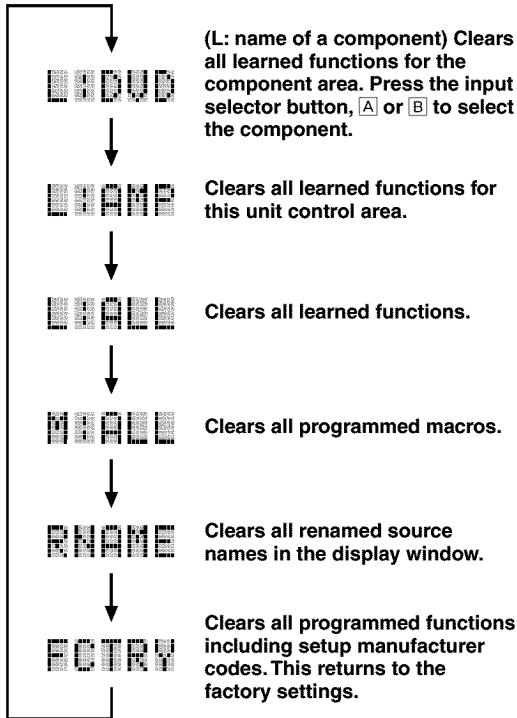 (L: name of a component) Clears
all learned functions for the
component area. Press the input
selector button, A or B to select
the component.
L:DVD
Clears all learned functions for
this unit control area.
L:AMP
Clears all learned functions.
L:ALL
Clears all programmed macros.
M:ALL
Clears all renamed source
names in the display window.
RNAME
Clears all programmed functions
including setup manufacturer
codes. This returns to the
factory settings.
FCTRY